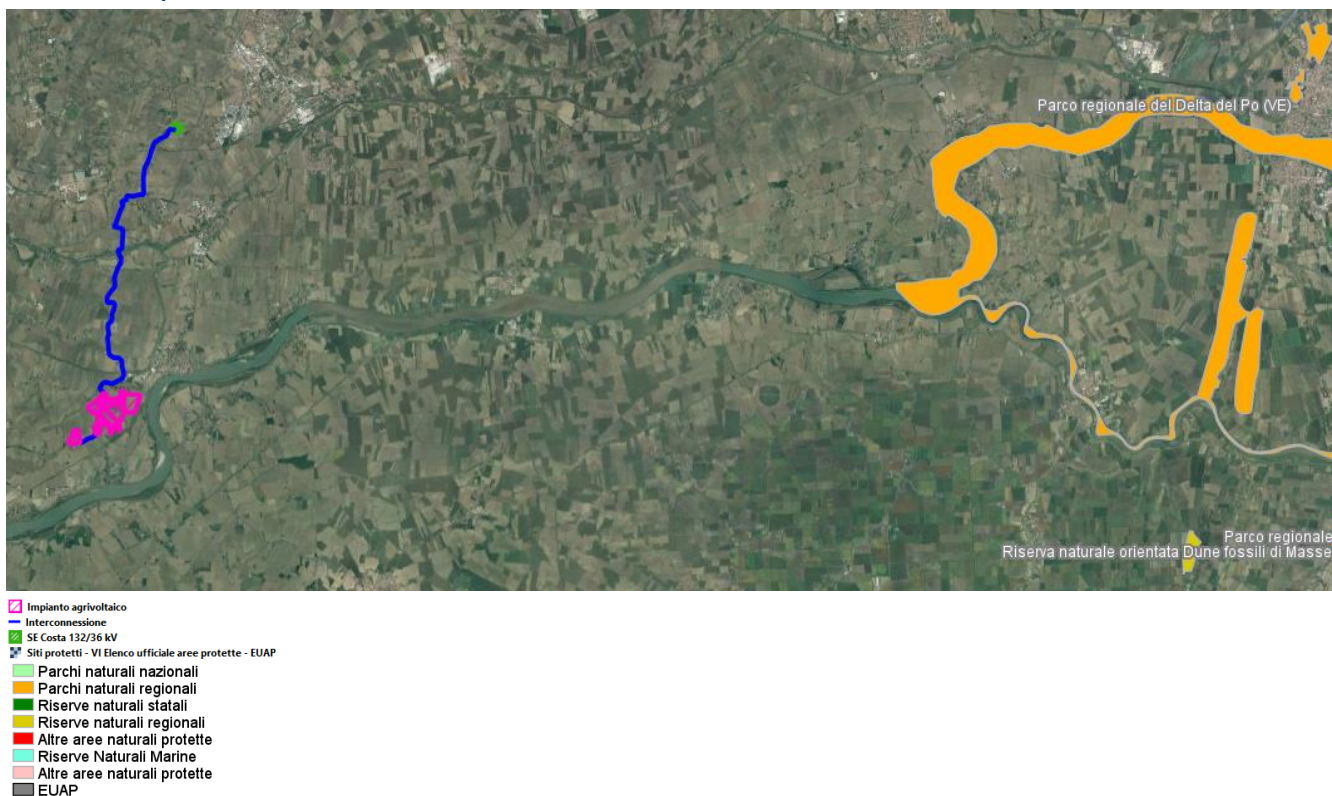 Parco regionale del Delta del Po (VE)
Parco regionale
Riserva naturale orientata Dune fossili di Masse
Impianto agrivoltaico
Interconnessione
SE Costa 132/36 kV
Siti protetti - VI Elenco ufficiale aree protette - EUAP
Parchi naturali nazionali
Parchi naturali regionali
Riserve naturali statali
Riserve naturali regionali
Altre aree naturali protette
Riserve Naturali Marine
Altre aree naturali protette
EUAP